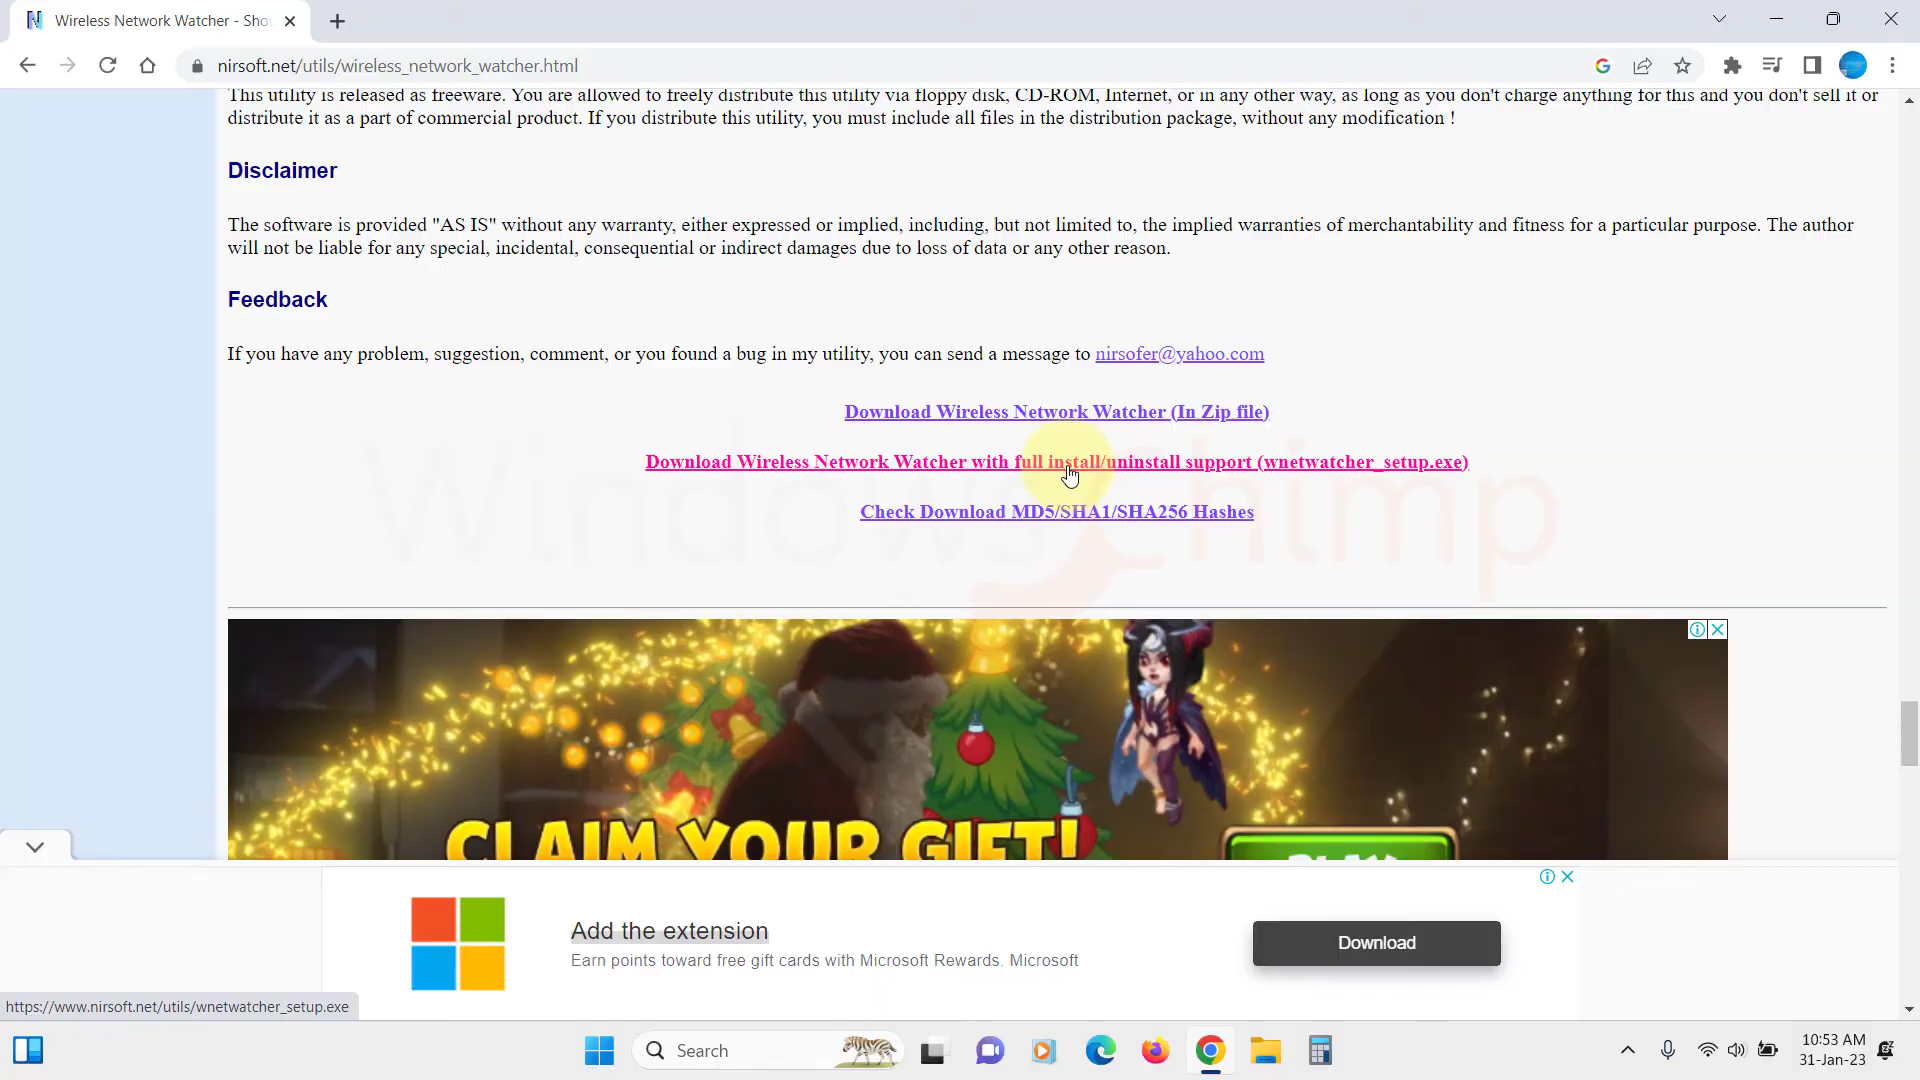 Wireless Network Watcher - Sho
nirsoft.net/utils/wireless_network_watcher.html
This utility is released as freeware. You are allowed to freely distribute this utility via floppy disk, CD-ROM, Internet, or in any other way, as long as you don't charge anything for this and you don't sell it or
distribute it as a part of commercial product. If you distribute this utility, you must include all files in the distribution package, without any modification !
Disclaimer
The software is provided "AS IS" without any warranty, either expressed or implied, including, but not limited to, the implied warranties of merchantability and fitness for a particular purpose. The author
will not be liable for any special, incidental, consequential or indirect damages due to loss of data or any other reason.
Feedback
If you have any problem, suggestion, comment, or you found a bug in my utility, you can send a message to nirsofer@yahoo.com
Download Wireless Network Watcher (In Zip file)
Download Wireless Network Watcher with full install/uninstall support (wnetwatcher_setup.exe)
Check Download MD5/SHA1/SHA256 Hashes
Windows Chimp
CLAIM YOUR GIFT!
PLAY
Add the extension
Earn points toward free gift cards with Microsoft Rewards. Microsoft
Download
https://www.nirsoft.net/utils/wnetwatcher_setup.exe
Search
10:53 AM
31-Jan-23